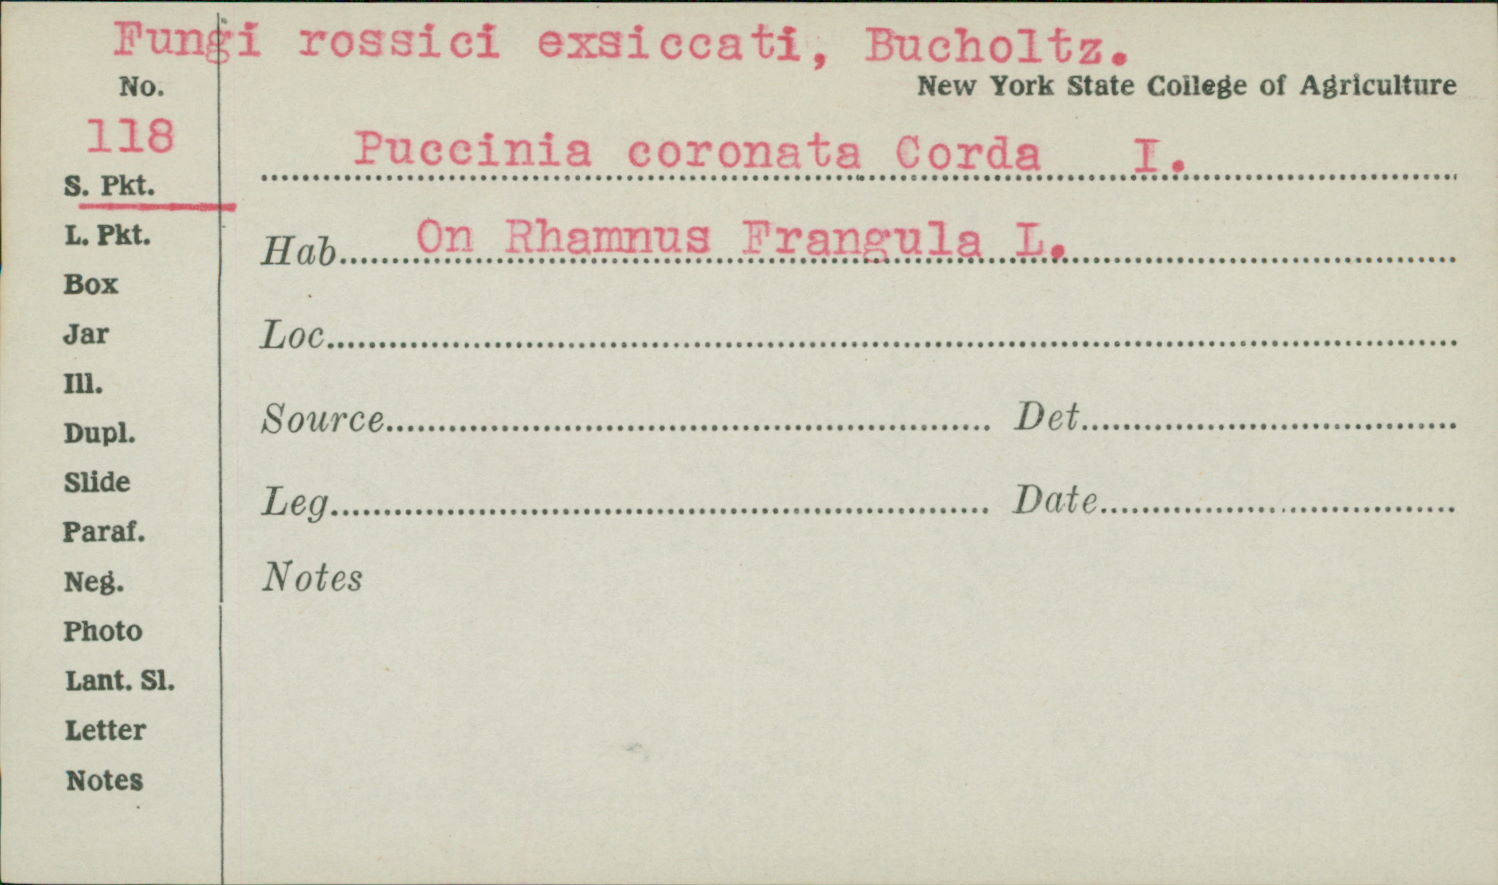 Fungi rossici exsiccati, Bucholtz.
No.
New York State College of Agriculture
118
Puccinia coronata Corda I.
S. Pkt.
L. Pkt.
Hab. On Rhamnus Frangula L.
Box
Jar
Loc.
Ill.
Dupl.
Source Det.
Slide
Leg. Date
Paraf.
Neg.
Notes
Photo
Lant. Sl.
Letter
Notes